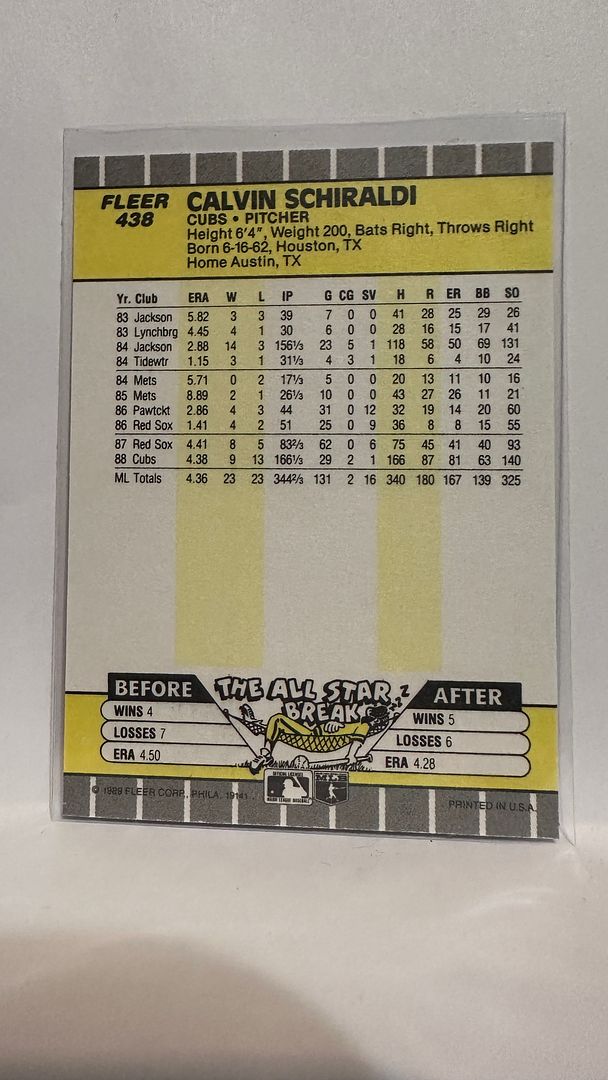 FLEER
438
CALVIN SCHIRALDI
CUBS • PITCHER
Height 6'4", Weight 200, Bats Right, Throws Right
Born 6-16-62, Houston, TX
Home Austin, TX
Yr. Club ERA W L IP G CG SV H R ER BB SO
83 Jackson 5.82 3 3 39 7 0 0 41 28 25 29 26
83 Lynchbrg 4.45 4 1 30 6 0 0 28 16 15 17 41
84 Jackson 2.88 14 3 156⅓ 23 5 1 118 58 50 69 131
84 Tidewtr 1.15 3 1 31⅓ 4 3 1 18 6 4 10 24
84 Mets 5.71 0 2 17⅓ 5 0 0 20 13 11 10 16
85 Mets 8.89 2 1 26⅓ 10 0 0 43 27 26 11 21
86 Pawtckt 2.86 4 3 44 31 0 12 32 19 14 20 60
86 Red Sox 1.41 4 2 51 25 0 9 36 8 8 15 55
87 Red Sox 4.41 8 5 83⅔ 62 0 6 75 45 41 40 93
88 Cubs 4.38 9 13 166⅓ 29 2 1 166 87 81 63 140
ML Totals 4.36 23 23 344⅔ 131 2 16 340 180 167 139 325
BEFORE THE ALL STAR BREAK AFTER
WINS 4 WINS 5
LOSSES 7 LOSSES 6
ERA 4.50 ERA 4.28
OFFICIAL LICENSEE
MAJOR LEAGUE BASEBALL
© 1989 FLEER CORP., PHILA. 19141 PRINTED IN U.S.A.